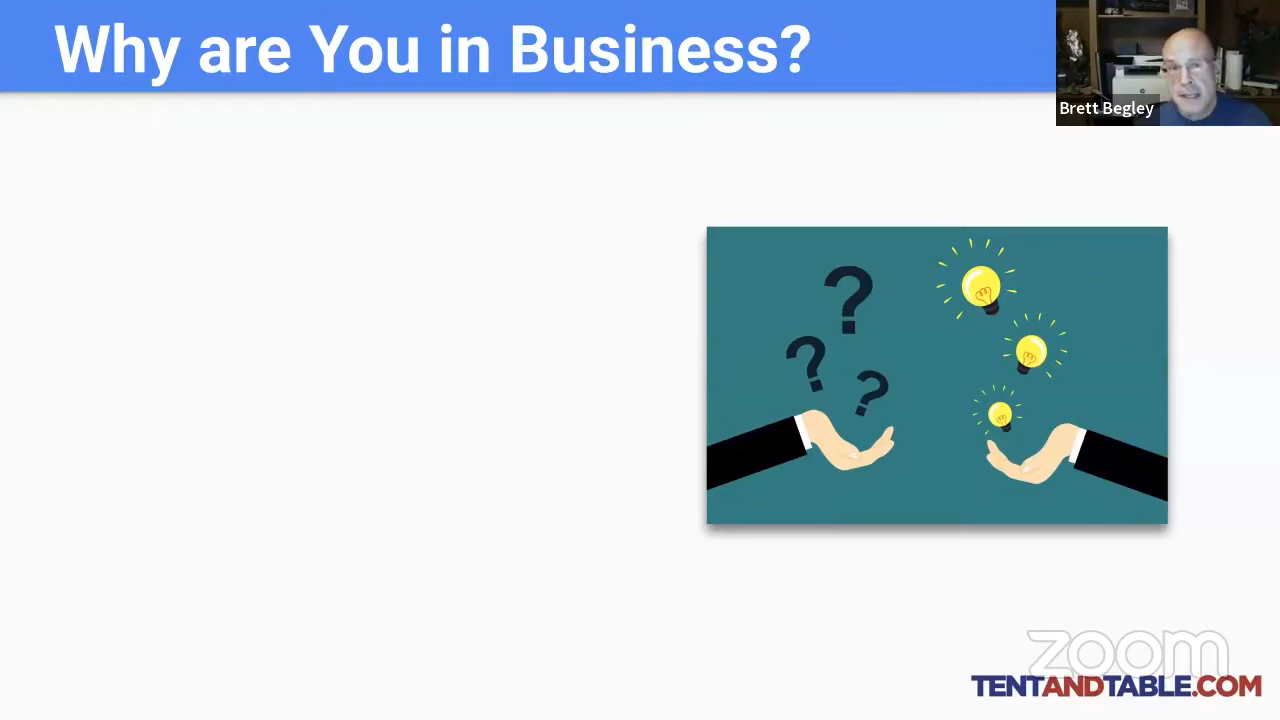 Why are You in Business?
Brett Begley
? ? ?
zoom
TENTANDTABLE.COM